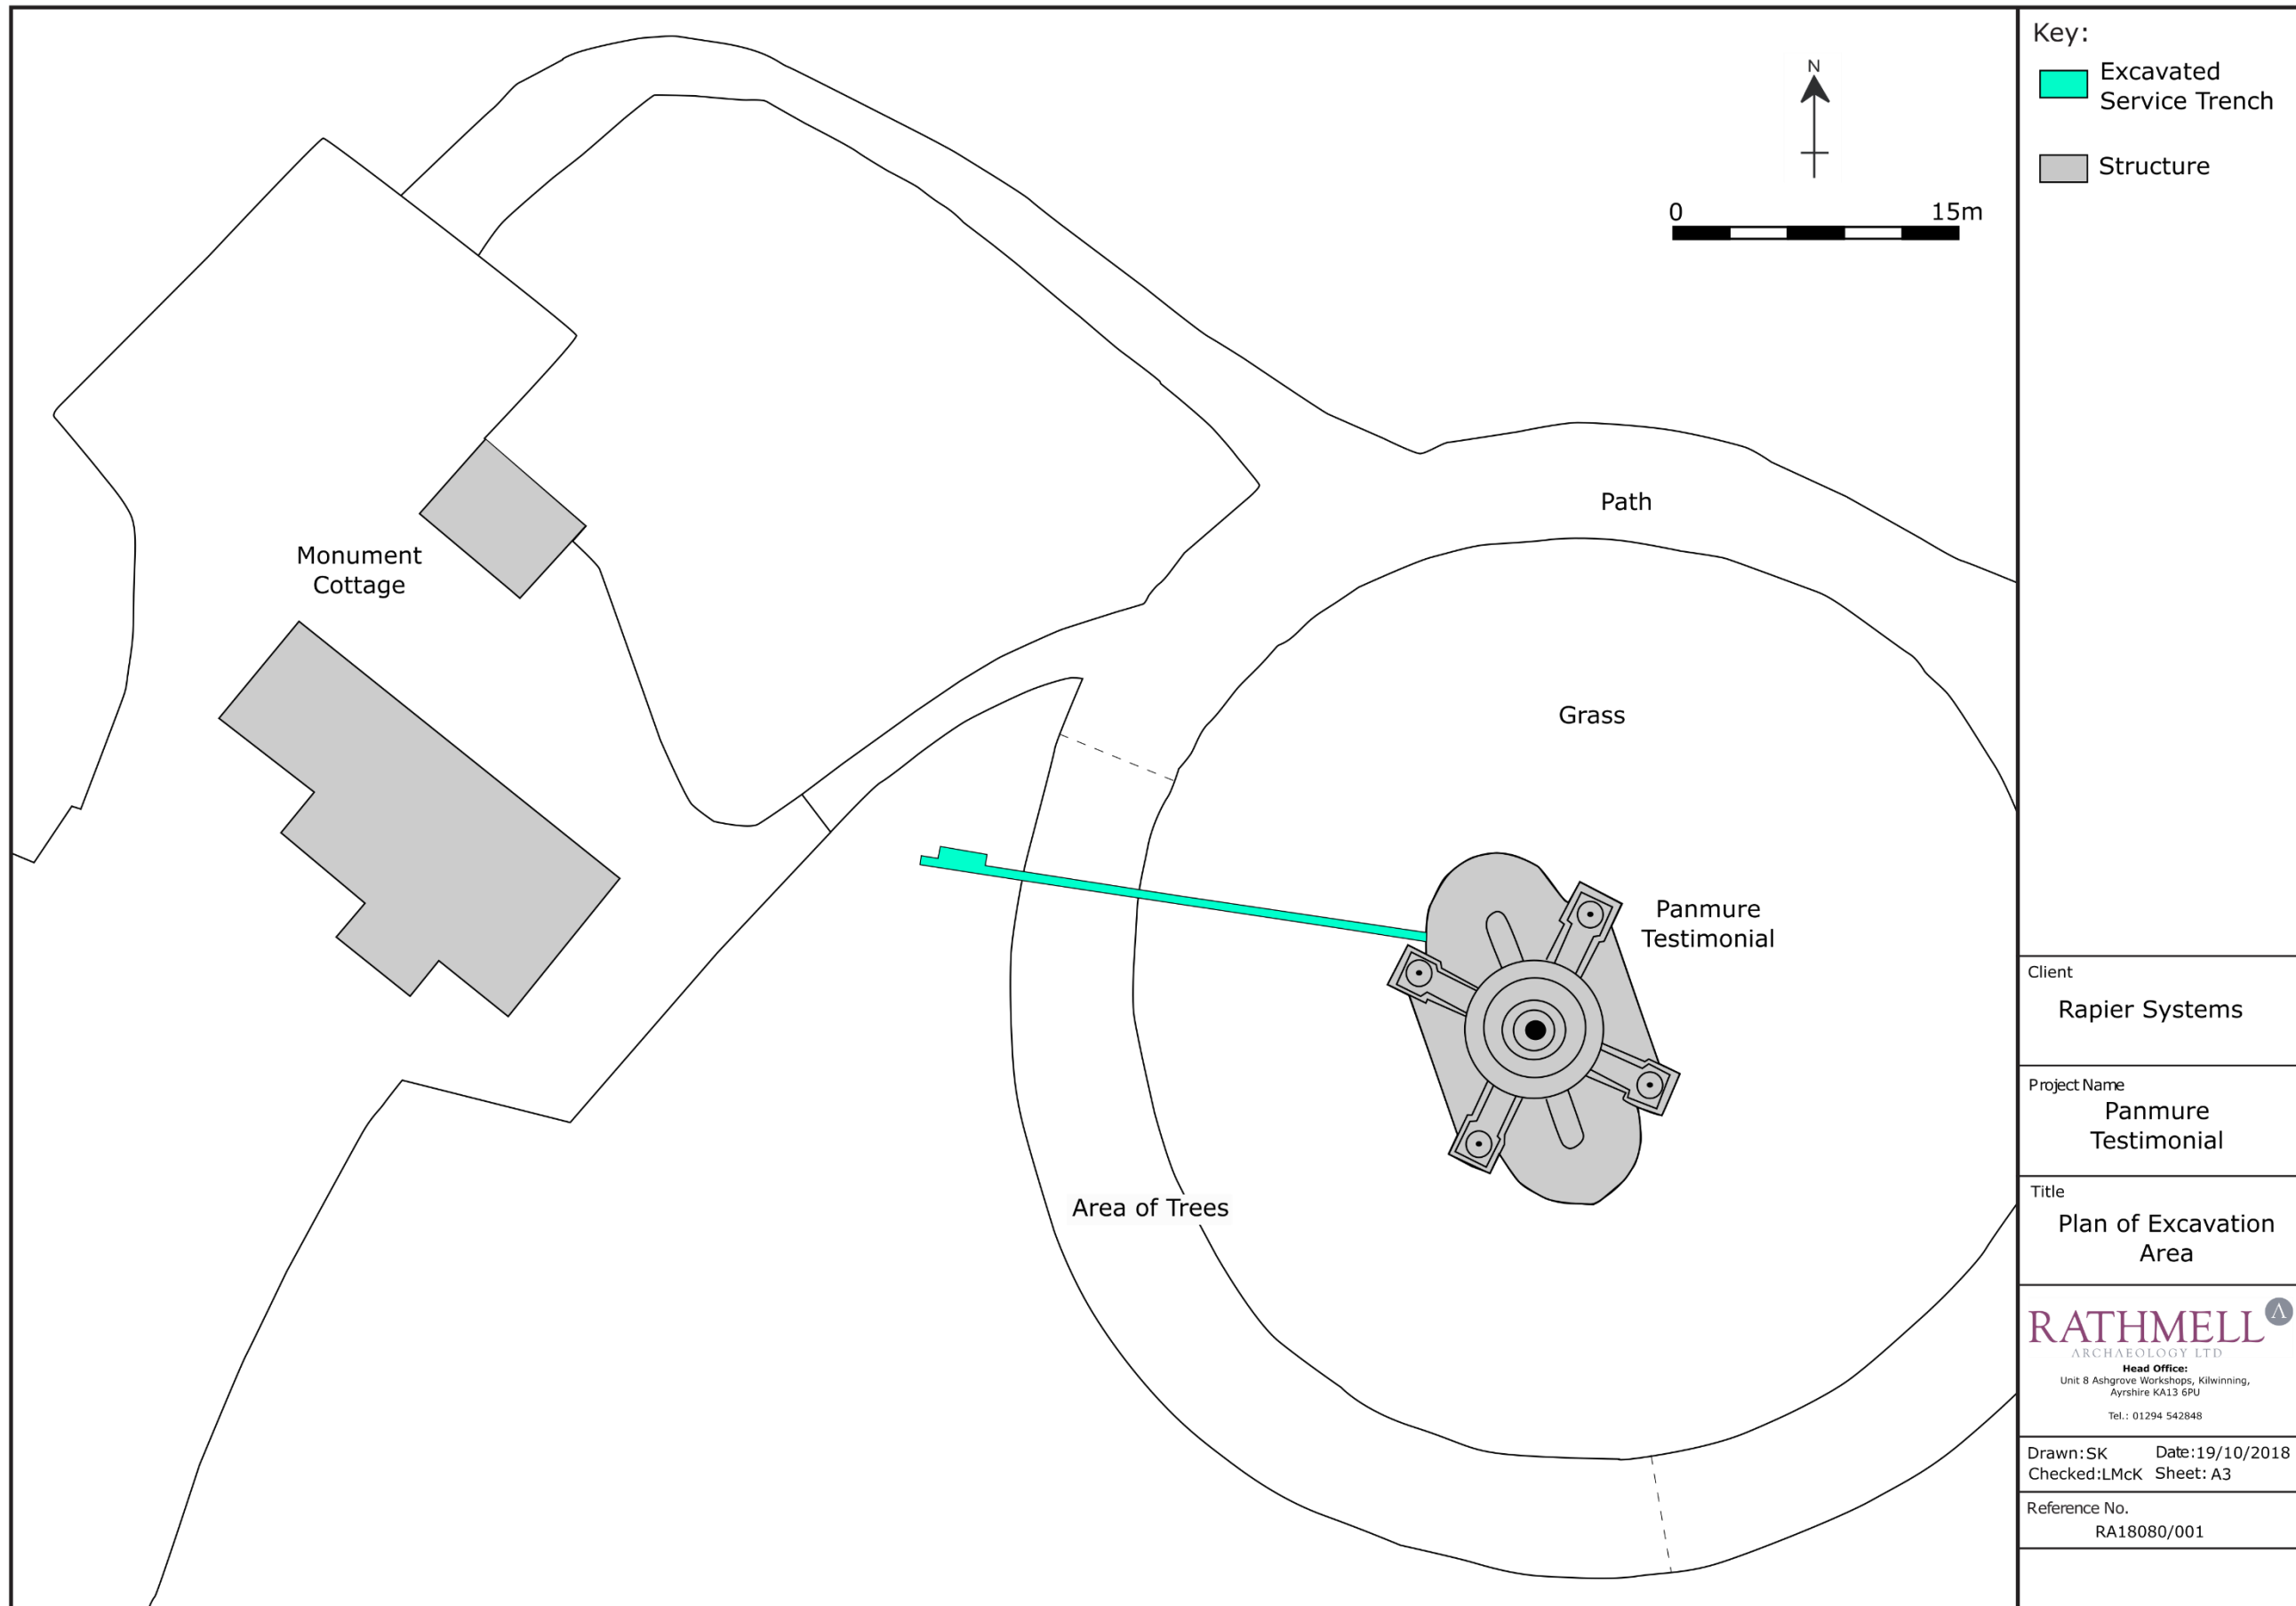 Key:
Excavated
Service Trench
Structure
N
0 15m
Path
Monument
Cottage
Grass
Panmure
Testimonial
Area of Trees
Client
Rapier Systems
Project Name
Panmure
Testimonial
Title
Plan of Excavation
Area
RATHMELL Λ
ΛRCHΛEOLOGY LTD
Head Office:
Unit 8 Ashgrove Workshops, Kilwinning,
Ayrshire KA13 6PU
Tel.: 01294 542848
Drawn:SK Date:19/10/2018
Checked:LMcK Sheet: A3
Reference No.
RA18080/001